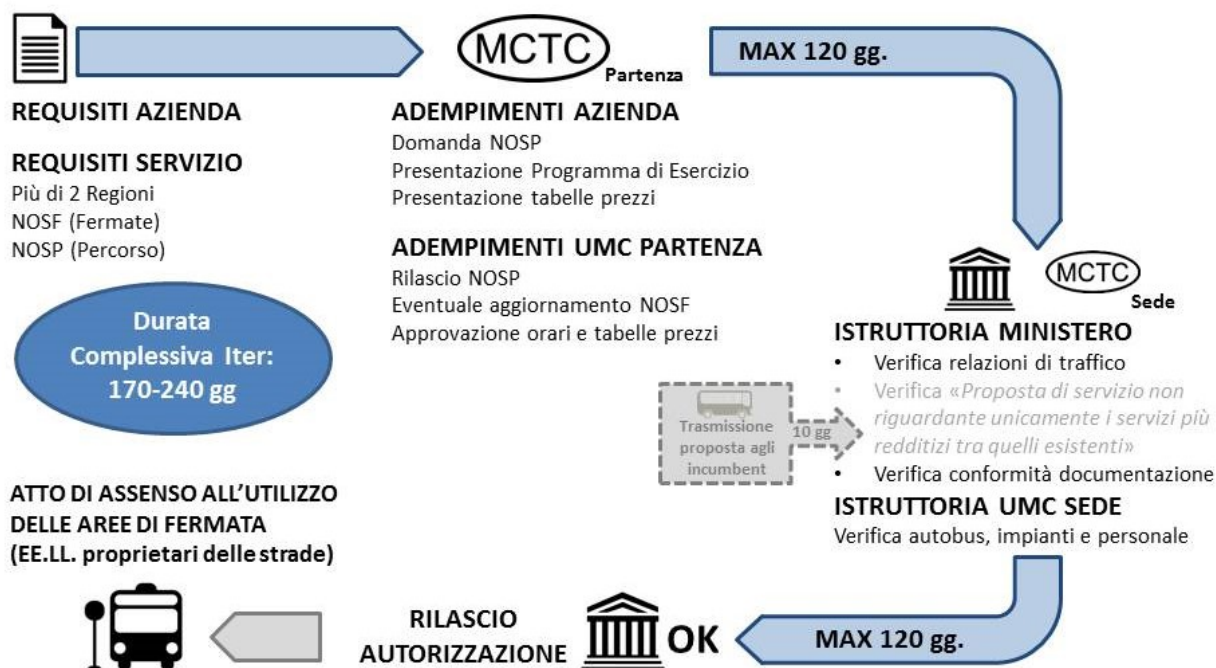 MCTC
Partenza
MAX 120 gg.
REQUISITI AZIENDA
REQUISITI SERVIZIO
Più di 2 Regioni
NOSF (Fermate)
NOSP (Percorso)
ADEMPIMENTI AZIENDA
Domanda NOSP
Presentazione Programma di Esercizio
Presentazione tabelle prezzi
ADEMPIMENTI UMC PARTENZA
Rilascio NOSP
Eventuale aggiornamento NOSF
Approvazione orari e tabelle prezzi
Durata
Complessiva Iter:
170-240 gg
MCTC
Sede
ISTRUTTORIA MINISTERO
• Verifica relazioni di traffico
• Verifica «Proposta di servizio non
riguardante unicamente i servizi più
redditizi tra quelli esistenti»
• Verifica conformità documentazione
Trasmissione
proposta agli
incumbent
10 gg
ISTRUTTORIA UMC SEDE
Verifica autobus, impianti e personale
ATTO DI ASSENSO ALL’UTILIZZO
DELLE AREE DI FERMATA
(EE.LL. proprietari delle strade)
RILASCIO
AUTORIZZAZIONE
OK
MAX 120 gg.